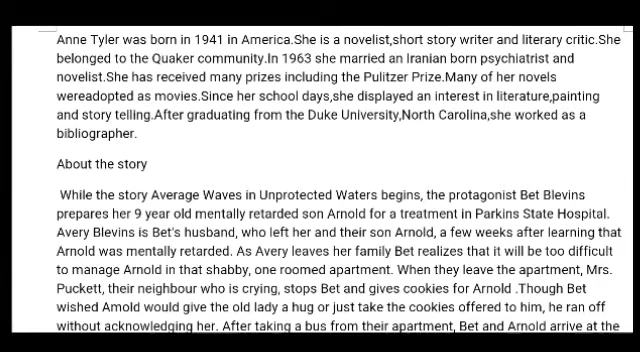 Anne Tyler was born in 1941 in America.She is a novelist,short story writer and literary critic.She
belonged to the Quaker community.In 1963 she married an Iranian born psychiatrist and
novelist.She has received many prizes including the Pulitzer Prize.Many of her novels
wereadopted as movies.Since her school days,she displayed an interest in literature,painting
and story telling.After graduating from the Duke University,North Carolina,she worked as a
bibliographer.
About the story
While the story Average Waves in Unprotected Waters begins, the protagonist Bet Blevins
prepares her 9 year old mentally retarded son Arnold for a treatment in Parkins State Hospital.
Avery Blevins is Bet's husband, who left her and their son Arnold, a few weeks after learning that
Arnold was mentally retarded. As Avery leaves her family Bet realizes that it will be too difficult
to manage Arnold in that shabby, one roomed apartment. When they leave the apartment, Mrs.
Puckett, their neighbour who is crying, stops Bet and gives cookies for Arnold .Though Bet
wished Arnold would give the old lady a hug or just take the cookies offered to him, he ran off
without acknowledging her. After taking a bus from their apartment, Bet and Arnold arrive at the